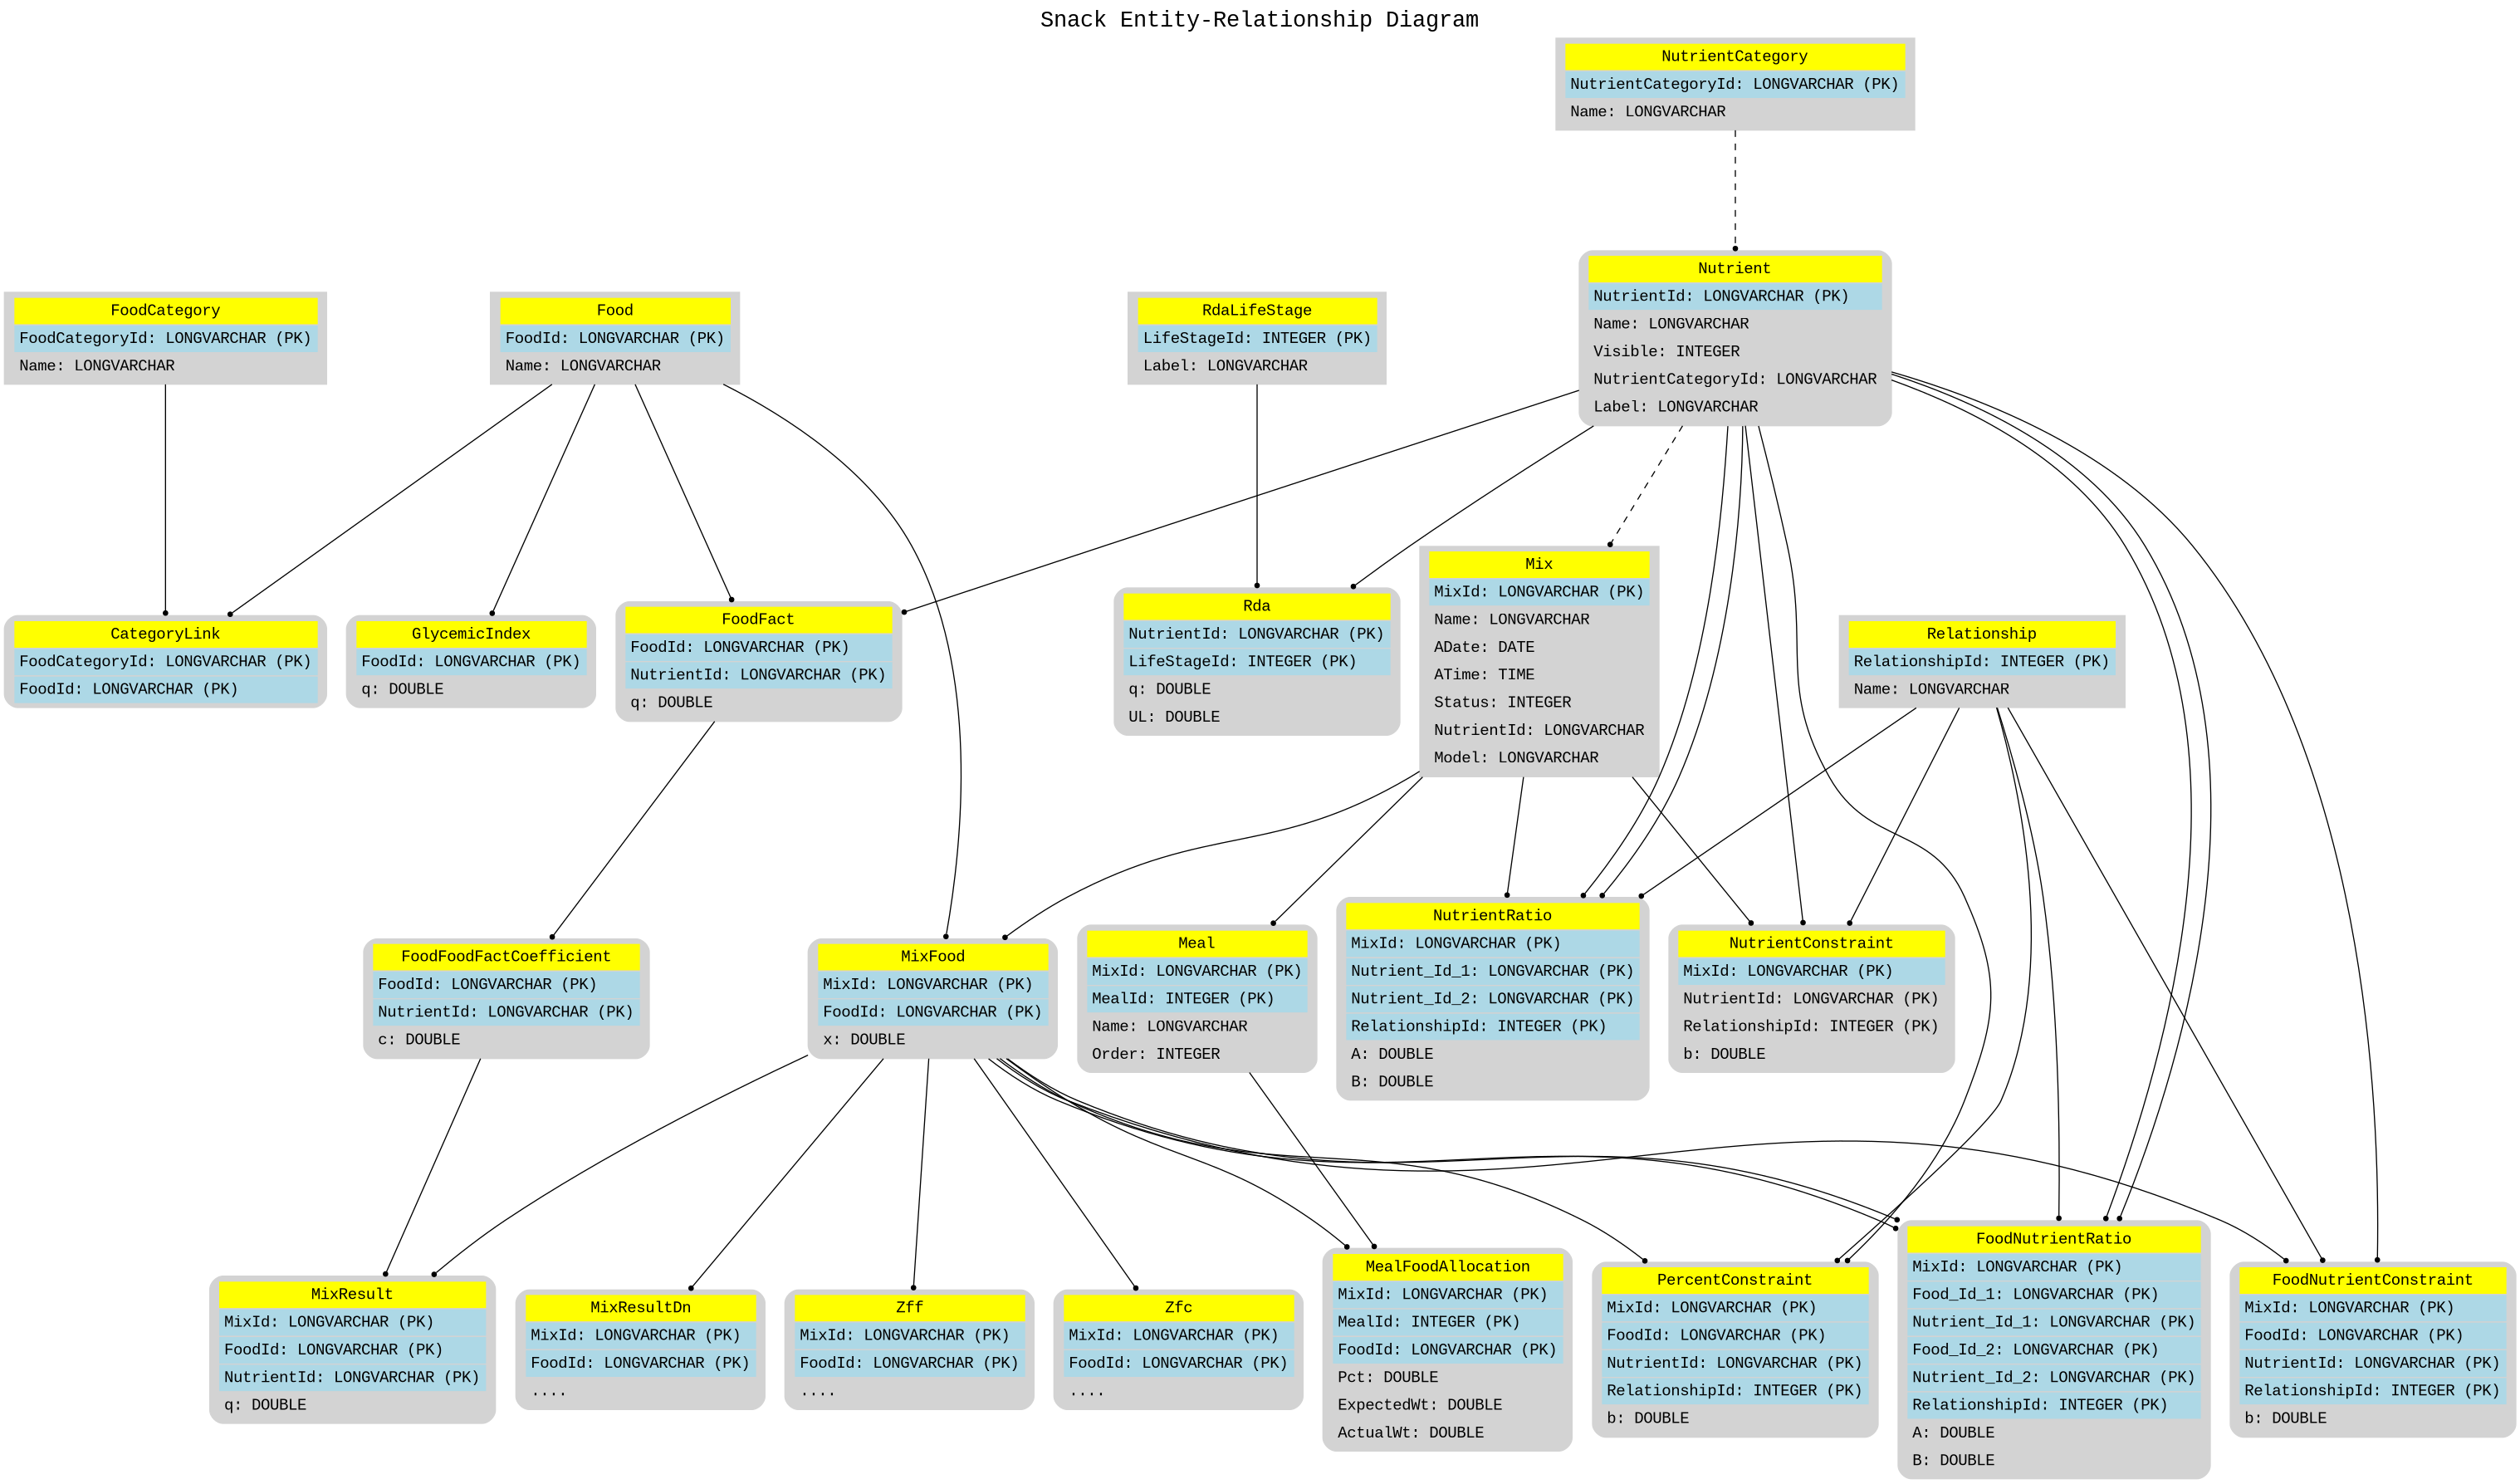 Snack Entity-Relationship Diagram
NutrientCategory
NutrientCategoryId: LONGVARCHAR (PK)
Name: LONGVARCHAR
Nutrient
NutrientId: LONGVARCHAR (PK)
Name: LONGVARCHAR
Visible: INTEGER
NutrientCategoryId: LONGVARCHAR
Label: LONGVARCHAR
FoodCategory
FoodCategoryId: LONGVARCHAR (PK)
Name: LONGVARCHAR
Food
FoodId: LONGVARCHAR (PK)
Name: LONGVARCHAR
RdaLifeStage
LifeStageId: INTEGER (PK)
Label: LONGVARCHAR
CategoryLink
FoodCategoryId: LONGVARCHAR (PK)
FoodId: LONGVARCHAR (PK)
GlycemicIndex
FoodId: LONGVARCHAR (PK)
q: DOUBLE
FoodFact
FoodId: LONGVARCHAR (PK)
NutrientId: LONGVARCHAR (PK)
q: DOUBLE
Rda
NutrientId: LONGVARCHAR (PK)
LifeStageId: INTEGER (PK)
q: DOUBLE
UL: DOUBLE
Mix
MixId: LONGVARCHAR (PK)
Name: LONGVARCHAR
ADate: DATE
ATime: TIME
Status: INTEGER
NutrientId: LONGVARCHAR
Model: LONGVARCHAR
Relationship
RelationshipId: INTEGER (PK)
Name: LONGVARCHAR
FoodFoodFactCoefficient
FoodId: LONGVARCHAR (PK)
NutrientId: LONGVARCHAR (PK)
c: DOUBLE
MixFood
MixId: LONGVARCHAR (PK)
FoodId: LONGVARCHAR (PK)
x: DOUBLE
Meal
MixId: LONGVARCHAR (PK)
MealId: INTEGER (PK)
Name: LONGVARCHAR
Order: INTEGER
NutrientRatio
MixId: LONGVARCHAR (PK)
Nutrient_Id_1: LONGVARCHAR (PK)
Nutrient_Id_2: LONGVARCHAR (PK)
RelationshipId: INTEGER (PK)
A: DOUBLE
B: DOUBLE
NutrientConstraint
MixId: LONGVARCHAR (PK)
NutrientId: LONGVARCHAR (PK)
RelationshipId: INTEGER (PK)
b: DOUBLE
MixResult
MixId: LONGVARCHAR (PK)
FoodId: LONGVARCHAR (PK)
NutrientId: LONGVARCHAR (PK)
q: DOUBLE
MixResultDn
MixId: LONGVARCHAR (PK)
FoodId: LONGVARCHAR (PK)
....
Zff
MixId: LONGVARCHAR (PK)
FoodId: LONGVARCHAR (PK)
....
Zfc
MixId: LONGVARCHAR (PK)
FoodId: LONGVARCHAR (PK)
....
MealFoodAllocation
MixId: LONGVARCHAR (PK)
MealId: INTEGER (PK)
FoodId: LONGVARCHAR (PK)
Pct: DOUBLE
ExpectedWt: DOUBLE
ActualWt: DOUBLE
PercentConstraint
MixId: LONGVARCHAR (PK)
FoodId: LONGVARCHAR (PK)
NutrientId: LONGVARCHAR (PK)
RelationshipId: INTEGER (PK)
b: DOUBLE
FoodNutrientRatio
MixId: LONGVARCHAR (PK)
Food_Id_1: LONGVARCHAR (PK)
Nutrient_Id_1: LONGVARCHAR (PK)
Food_Id_2: LONGVARCHAR (PK)
Nutrient_Id_2: LONGVARCHAR (PK)
RelationshipId: INTEGER (PK)
A: DOUBLE
B: DOUBLE
FoodNutrientConstraint
MixId: LONGVARCHAR (PK)
FoodId: LONGVARCHAR (PK)
NutrientId: LONGVARCHAR (PK)
RelationshipId: INTEGER (PK)
b: DOUBLE